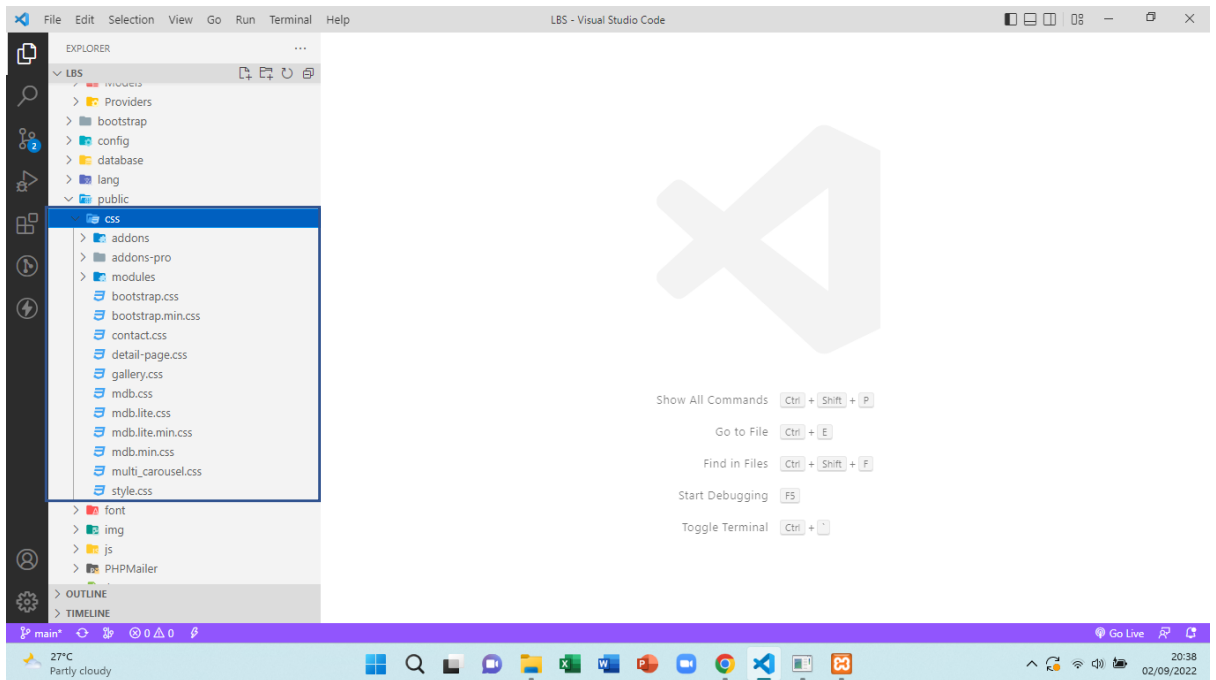 File Edit Selection View Go Run Terminal Help LBS - Visual Studio Code
EXPLORER ...
LBS
Models
Providers
bootstrap
config
2
database
lang
public
css
addons
addons-pro
modules
bootstrap.css
bootstrap.min.css
contact.css
detail-page.css
gallery.css
mdb.css
mdb.lite.css
mdb.lite.min.css
mdb.min.css
multi_carousel.css
style.css
font
img
js
PHPMailer
OUTLINE
TIMELINE
Show All Commands Ctrl + Shift + P
Go to File Ctrl + E
Find in Files Ctrl + Shift + F
Start Debugging F5
Toggle Terminal Ctrl + `
main* 0 0 Go Live
27°C
Partly cloudy
20:38
02/09/2022